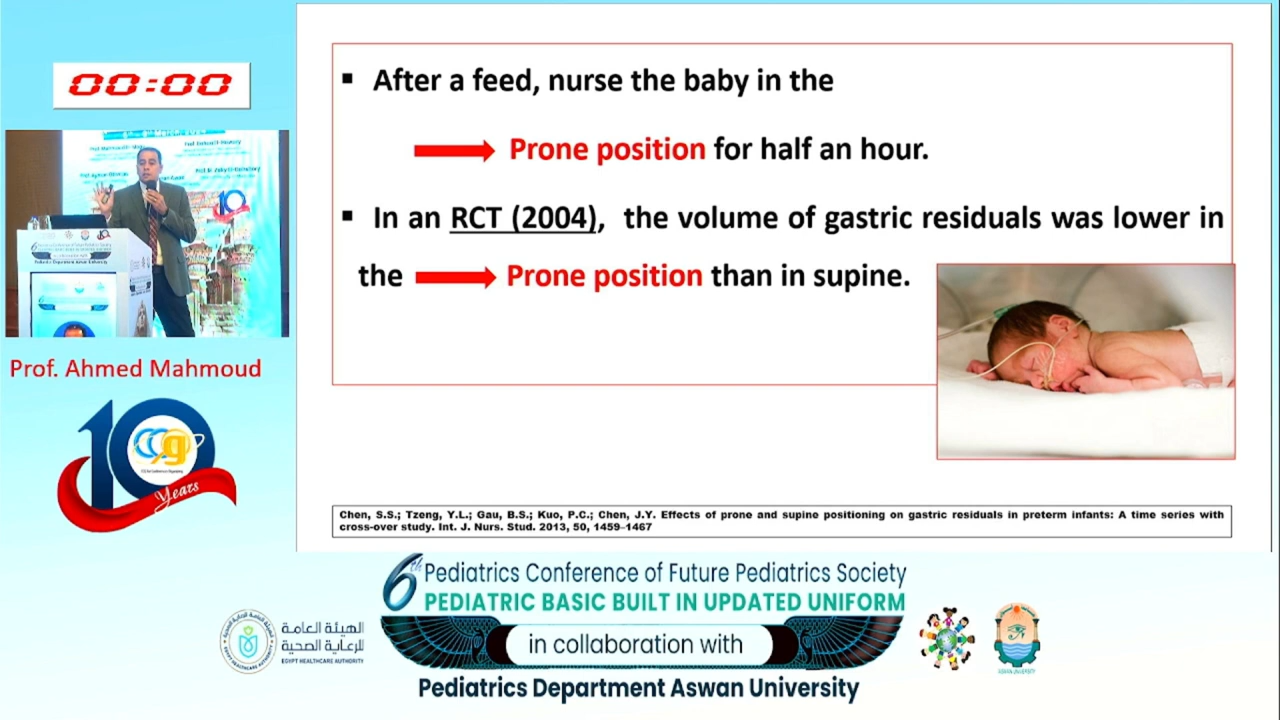 00:00
Prof. Ahmed Mahmoud
10
CCg
Years
▪ After a feed, nurse the baby in the
Prone position for half an hour.
▪ In an RCT (2004), the volume of gastric residuals was lower in
the Prone position than in supine.
Chen, S.S.; Tzeng, Y.L.; Gau, B.S.; Kuo, P.C.; Chen, J.Y. Effects of prone and supine positioning on gastric residuals in preterm infants: A time series with
cross-over study. Int. J. Nurs. Stud. 2013, 50, 1459–1467
6th Pediatrics Conference of Future Pediatrics Society
PEDIATRIC BASIC BUILT IN UPDATED UNIFORM
in collaboration with
Pediatrics Department Aswan University
الهيئة العامة
للرعاية الصحية
EGYPT HEALTHCARE AUTHORITY
ASWAN UNIVERSITY